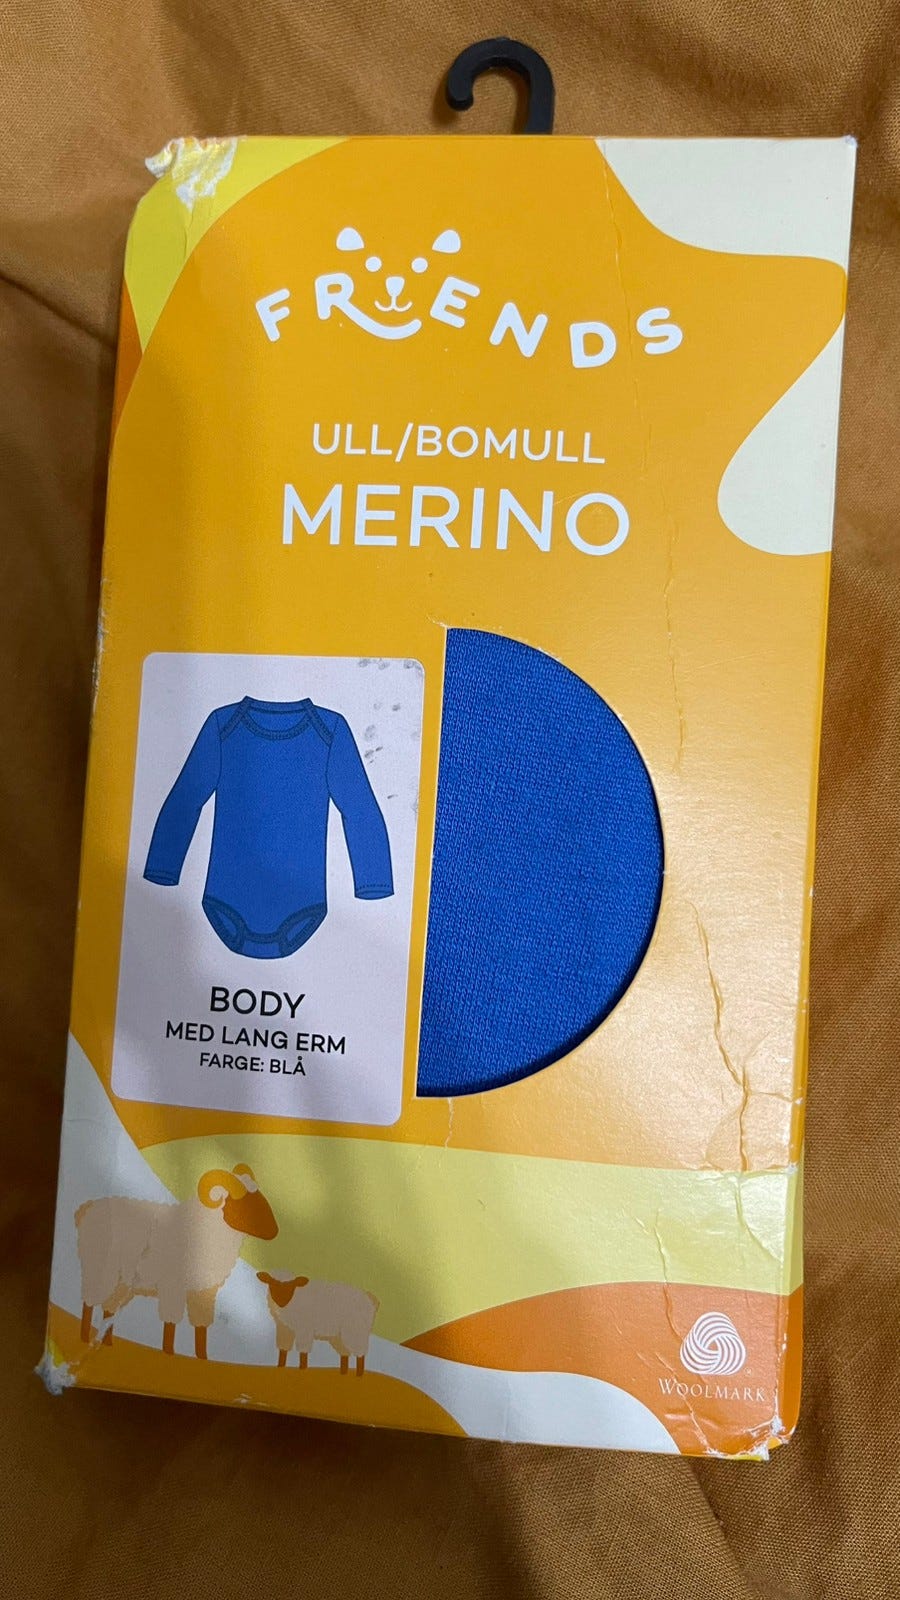 FRIENDS
ULL/BOMULL
MERINO
BODY
MED LANG ERM
FARGE: BLÅ
WOOLMARK